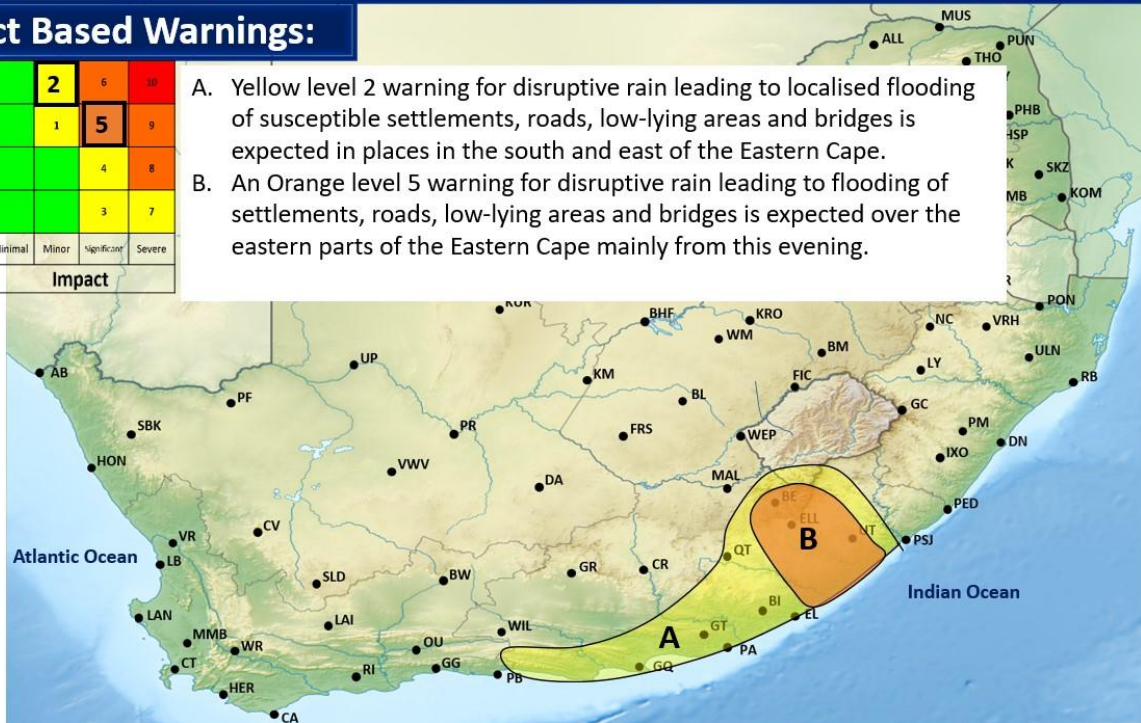 ct Based Warnings:
2 6 10
1 5 9
4 8
3 7
inimal Minor Significant Severe
Impact
A. Yellow level 2 warning for disruptive rain leading to localised flooding
of susceptible settlements, roads, low-lying areas and bridges is
expected in places in the south and east of the Eastern Cape.
B. An Orange level 5 warning for disruptive rain leading to flooding of
settlements, roads, low-lying areas and bridges is expected over the
eastern parts of the Eastern Cape mainly from this evening.
MUS
ALL
PUN
THO
PHB
HSP
K
SKZ
MB
KOM
R
PON
KUR
BHF
KRO
NC
VRH
WM
BM
ULN
AB
UP
KM
FIC
LY
RB
PF
BL
GC
SBK
PR
FRS
WEP
PM
DN
HON
VWV
IXO
DA
MAL
BE
PED
CV
ELL
B
UT
VR
PSJ
Atlantic Ocean
LB
QT
SLD
BW
GR
CR
Indian Ocean
LAN
LAI
WIL
BI
EL
MMB
WR
OU
A
GT
PA
CT
RI
GG
PB
GQ
HER
CA